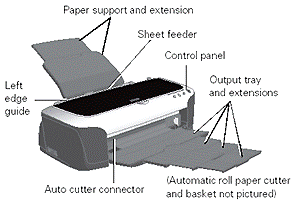 Paper support and extension
Sheet feeder
Control panel
Left
edge
guide
Output tray
and extensions
Auto cutter connector
(Automatic roll paper cutter
and basket not pictured)